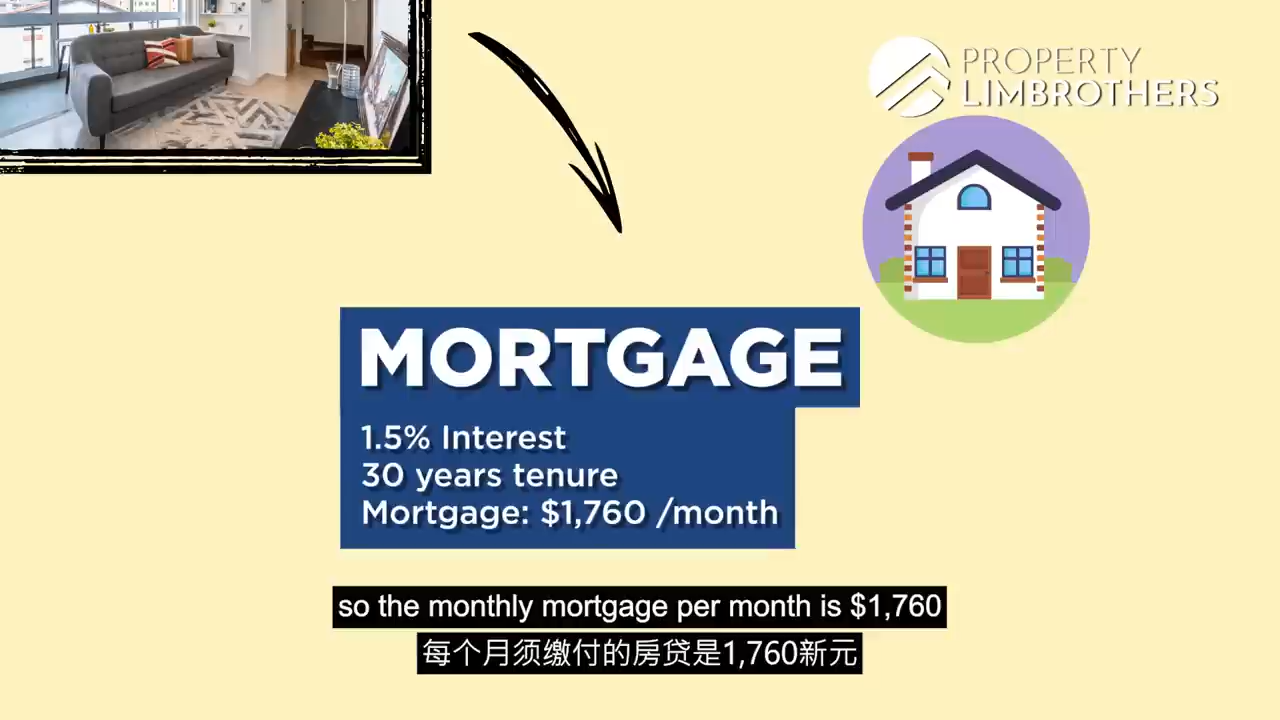 PROPERTY
LIMBROTHERS
MORTGAGE
1.5% Interest
30 years tenure
Mortgage: $1,760 /month
so the monthly mortgage per month is $1,760
每个月须缴付的房贷是1,760新元